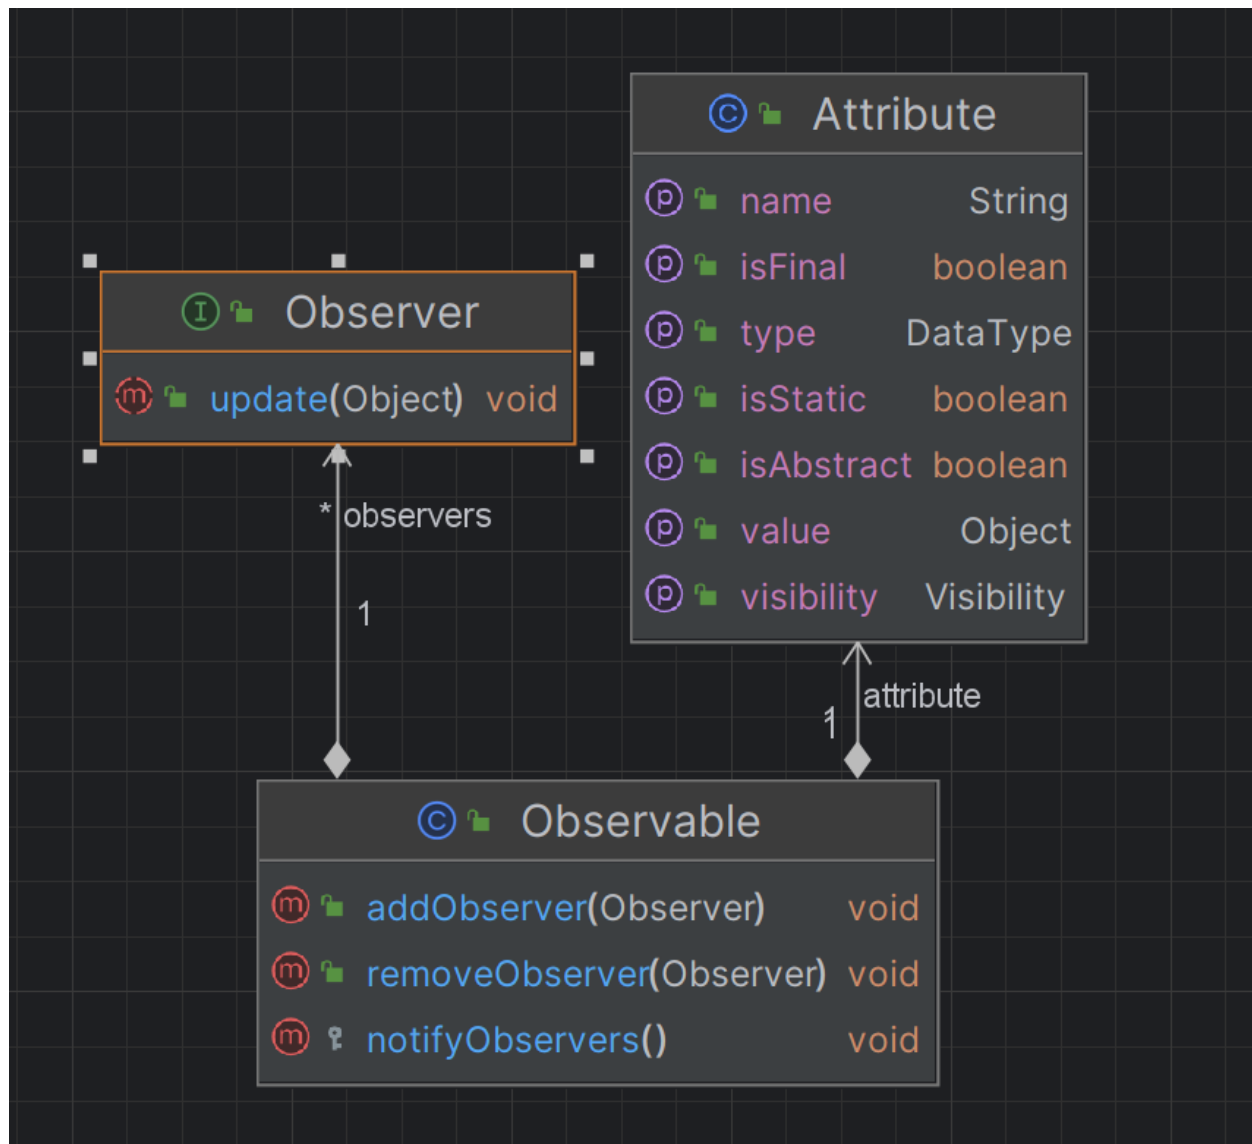 Attribute
name String
isFinal boolean
type DataType
isStatic boolean
isAbstract boolean
value Object
visibility Visibility
Observer
update(Object) void
* observers
1
attribute
1
1
Observable
addObserver(Observer) void
removeObserver(Observer) void
notifyObservers() void